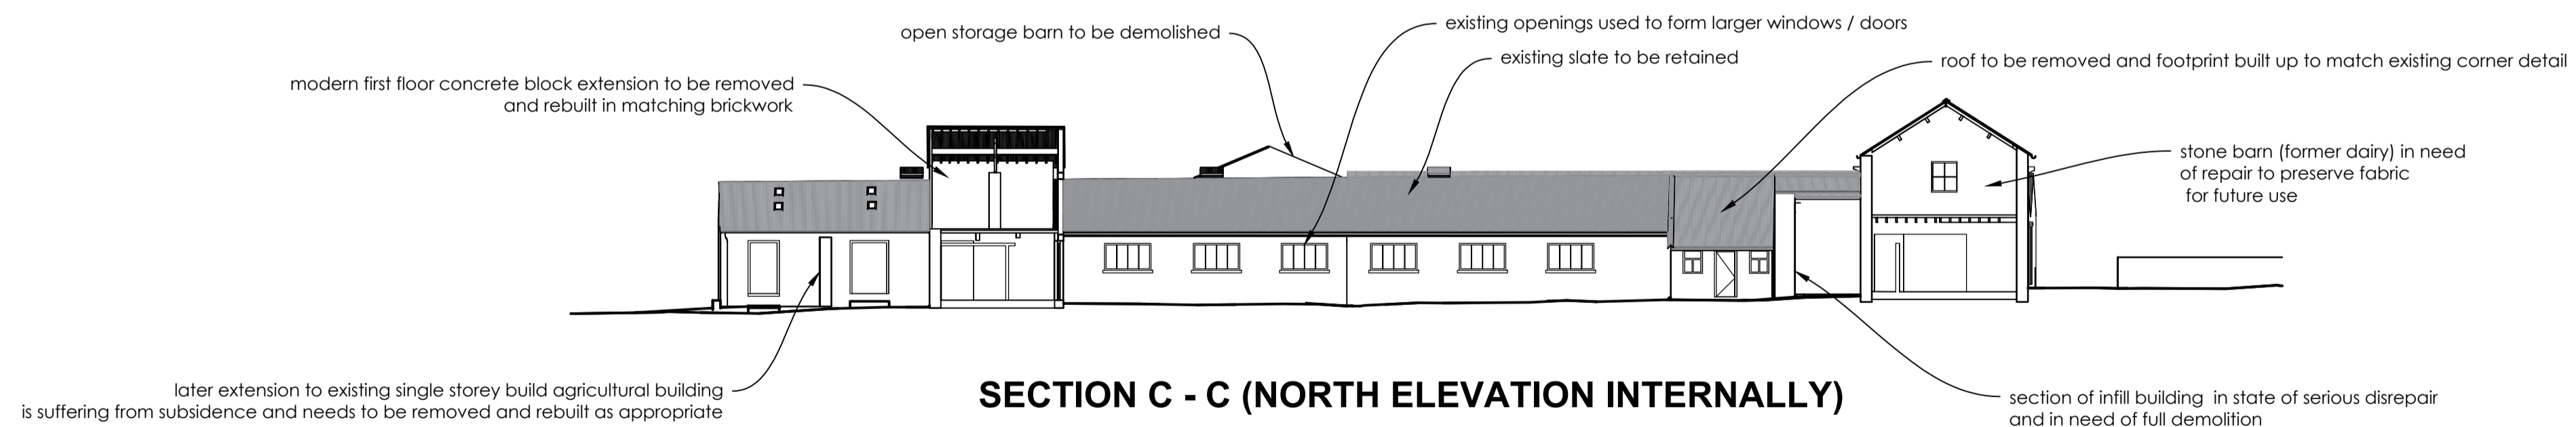 existing openings used to form larger windows / doors
open storage barn to be demolished
existing slate to be retained
roof to be removed and footprint built up to match existing corner detail
modern first floor concrete block extension to be removed
and rebuilt in matching brickwork
stone barn (former dairy) in need
of repair to preserve fabric
for future use
later extension to existing single storey build agricultural building
is suffering from subsidence and needs to be removed and rebuilt as appropriate
SECTION C - C (NORTH ELEVATION INTERNALLY)
section of infill building in state of serious disrepair
and in need of full demolition